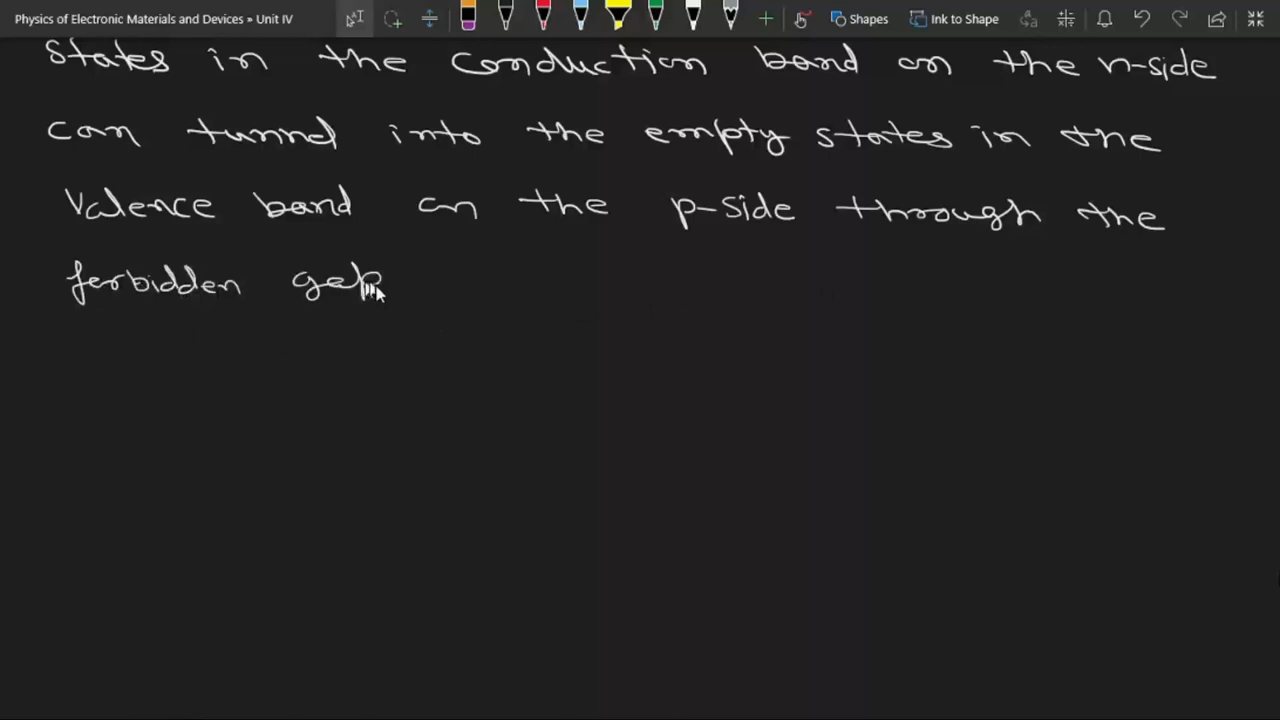 Physics of Electronic Materials and Devices » Unit IV
Shapes
Ink to Shape
states in the conduction band on the n-side
can tunnel into the empty states in the
valence band on the p-side through the
forbidden gap